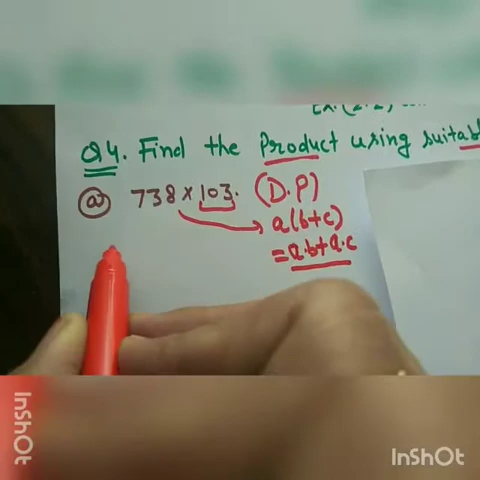 Q4. Find the Product using suitab
(a) 738 × 103. (D.P)
a(b+c)
= a.b+a.c
InShOt
InShOt